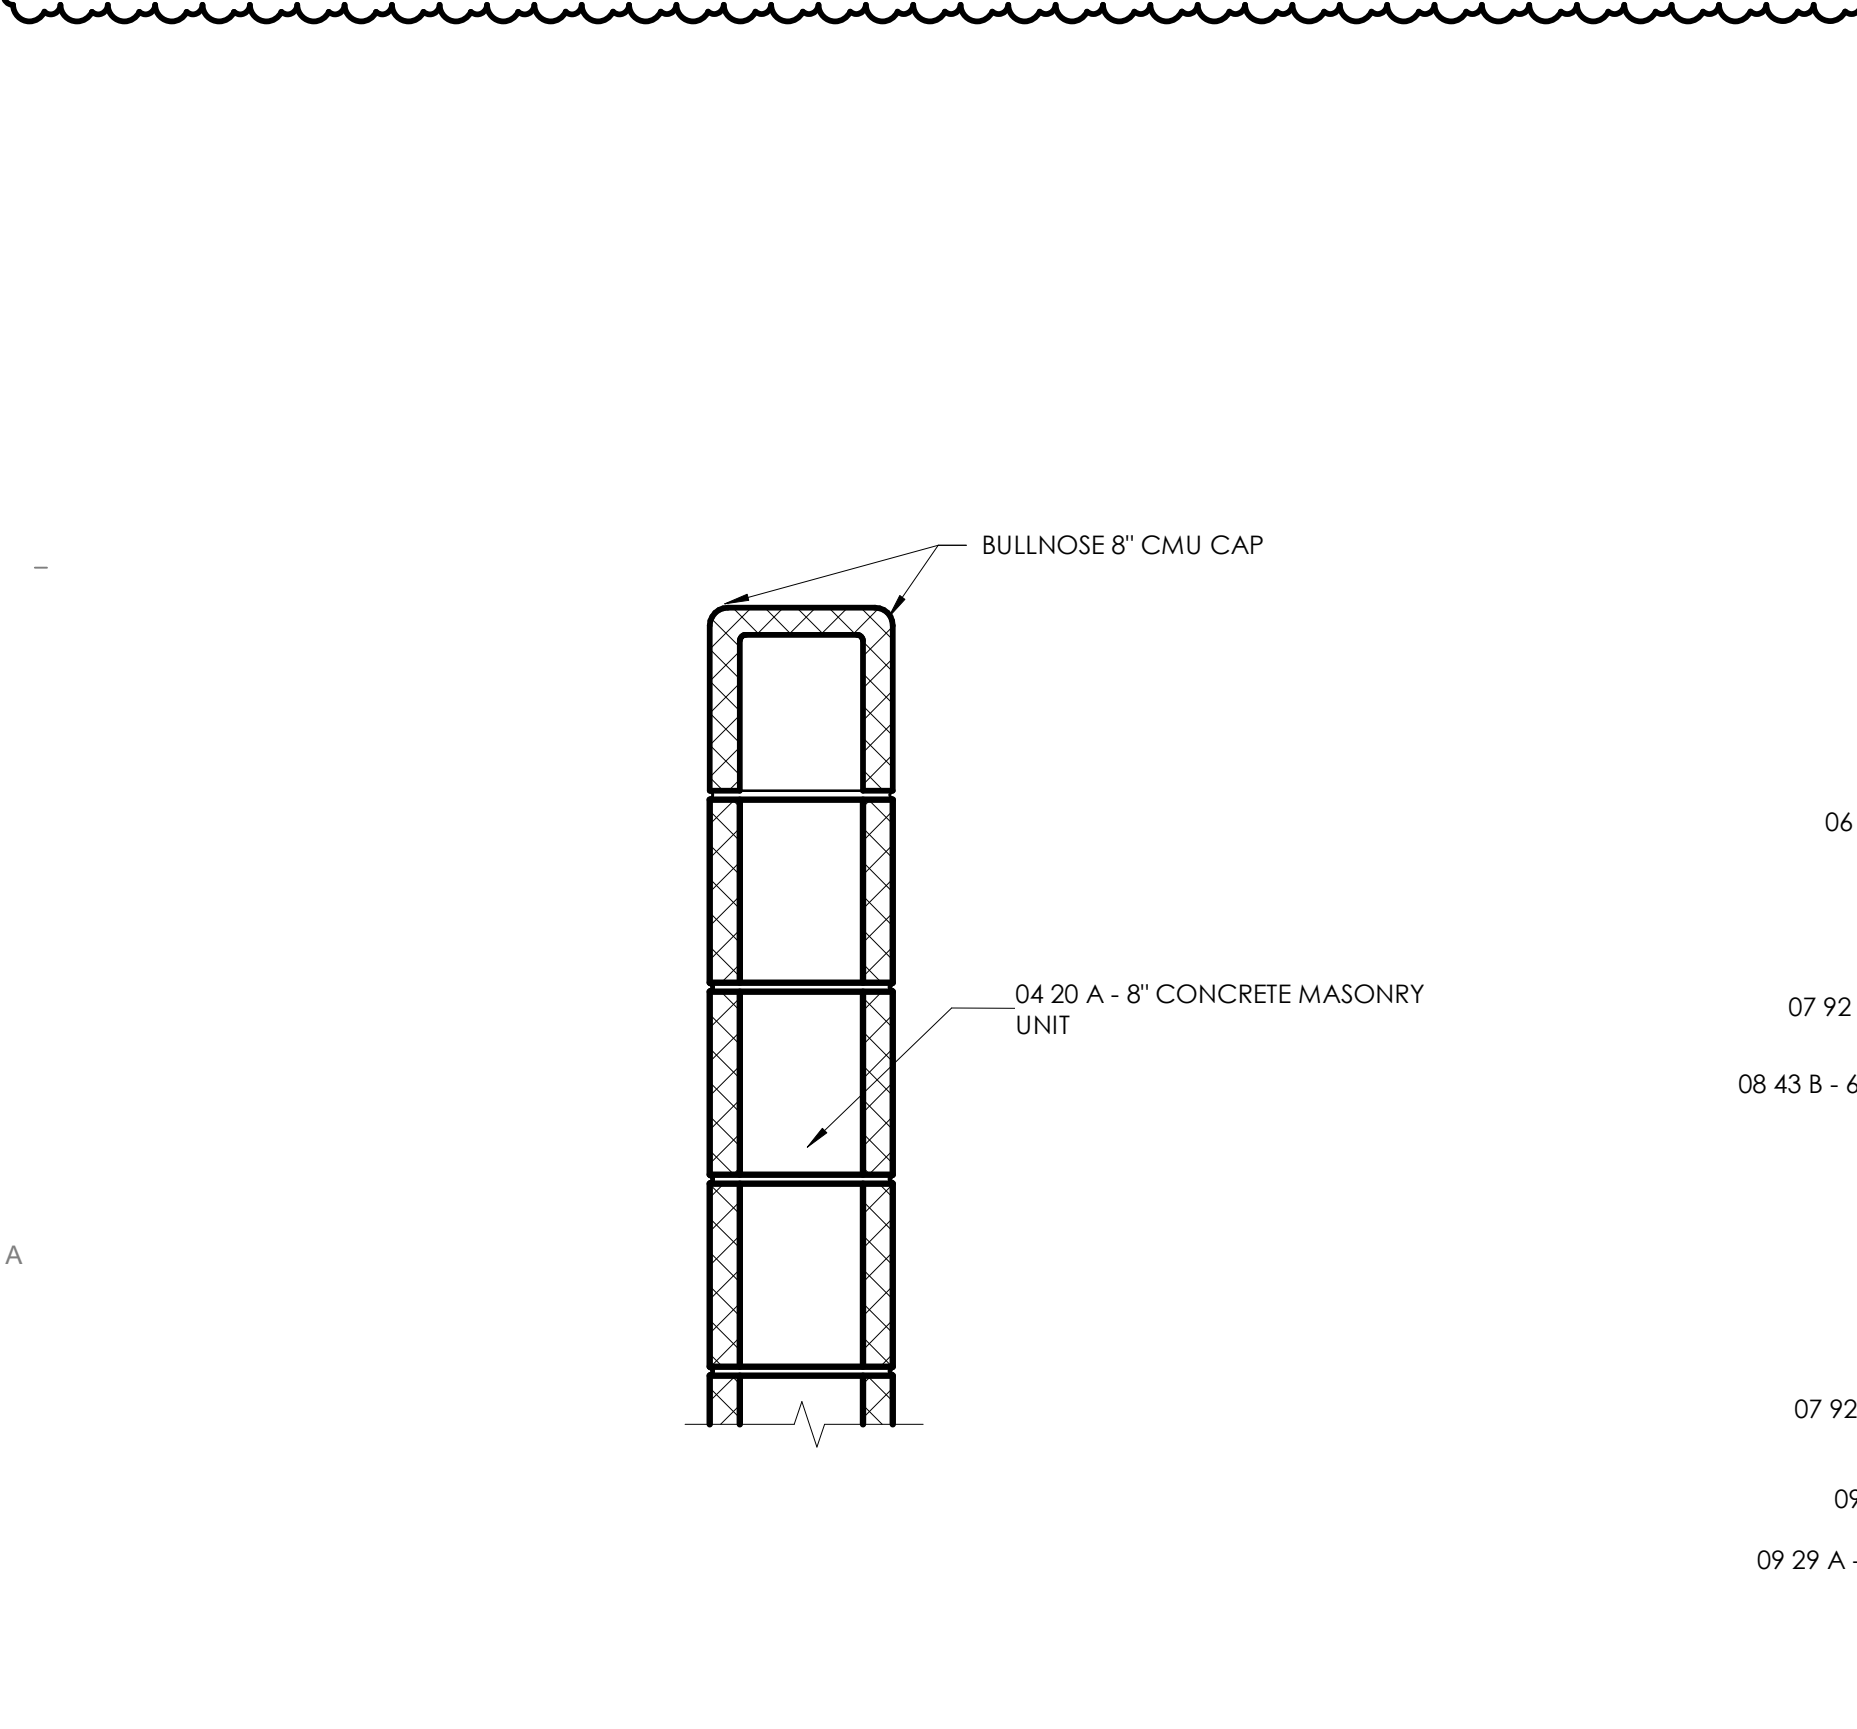 BULLNOSE 8" CMU CAP
06
04 20 A - 8" CONCRETE MASONRY
UNIT
07 92
08 43 B - 6
A
07 92
09
09 29 A -